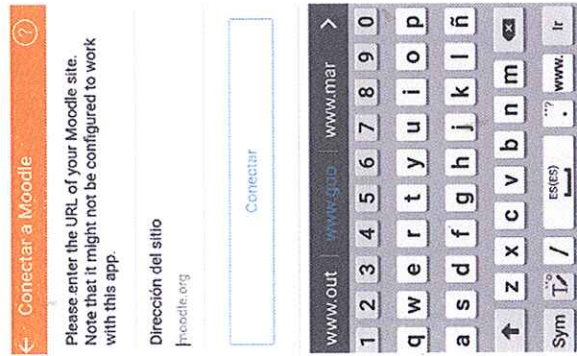 ← Conectar a Moodle ?
Please enter the URL of your Moodle site.
Note that it might not be configured to work
with this app.
Dirección del sitio
moodle.org
Conectar
www.out www.goo www.mar >
1 2 3 4 5 6 7 8 9 0
q w e r t y u i o p
a s d f g h j k l ñ
z x c v b n m
Sym / ES(ES) . www. Ir